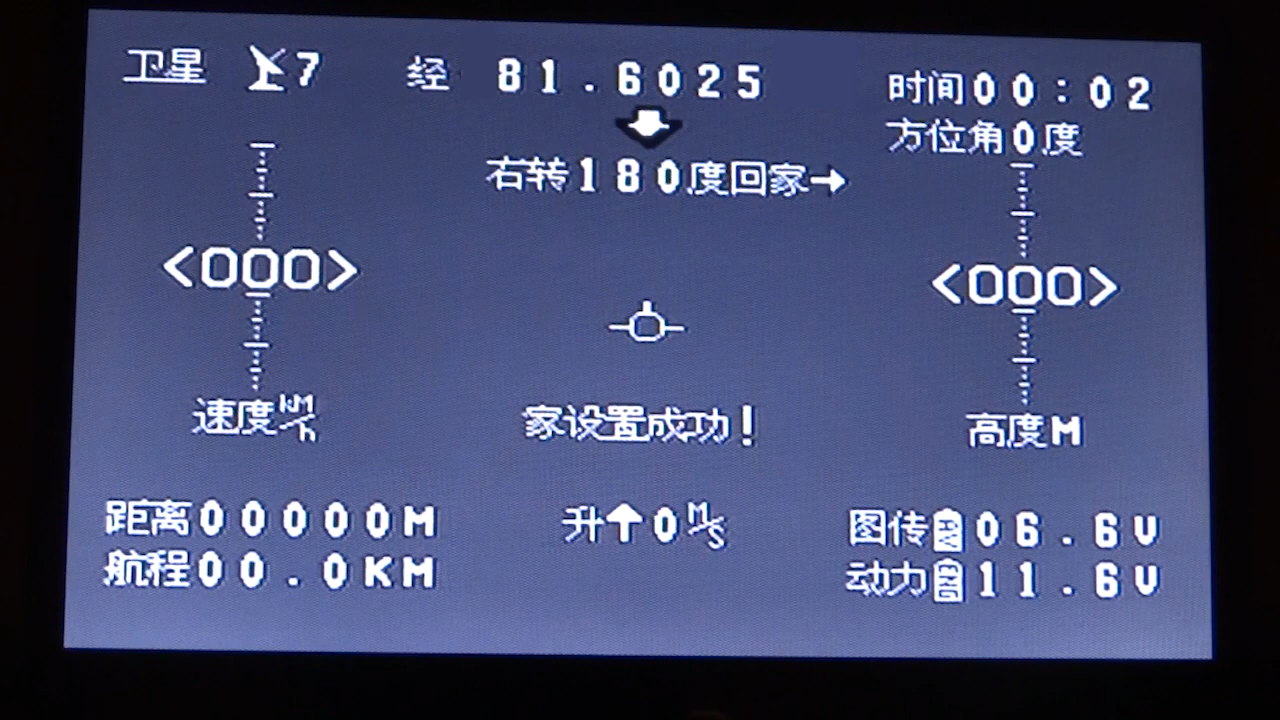 卫星 7 经 81.6025 时间00:02
方位角0度
右转180度回家→
<000> <000>
速度KM/h 家设置成功! 高度M
距离00000M 升↑0M/S 图传06.6V
航程00.0KM 动力11.6V